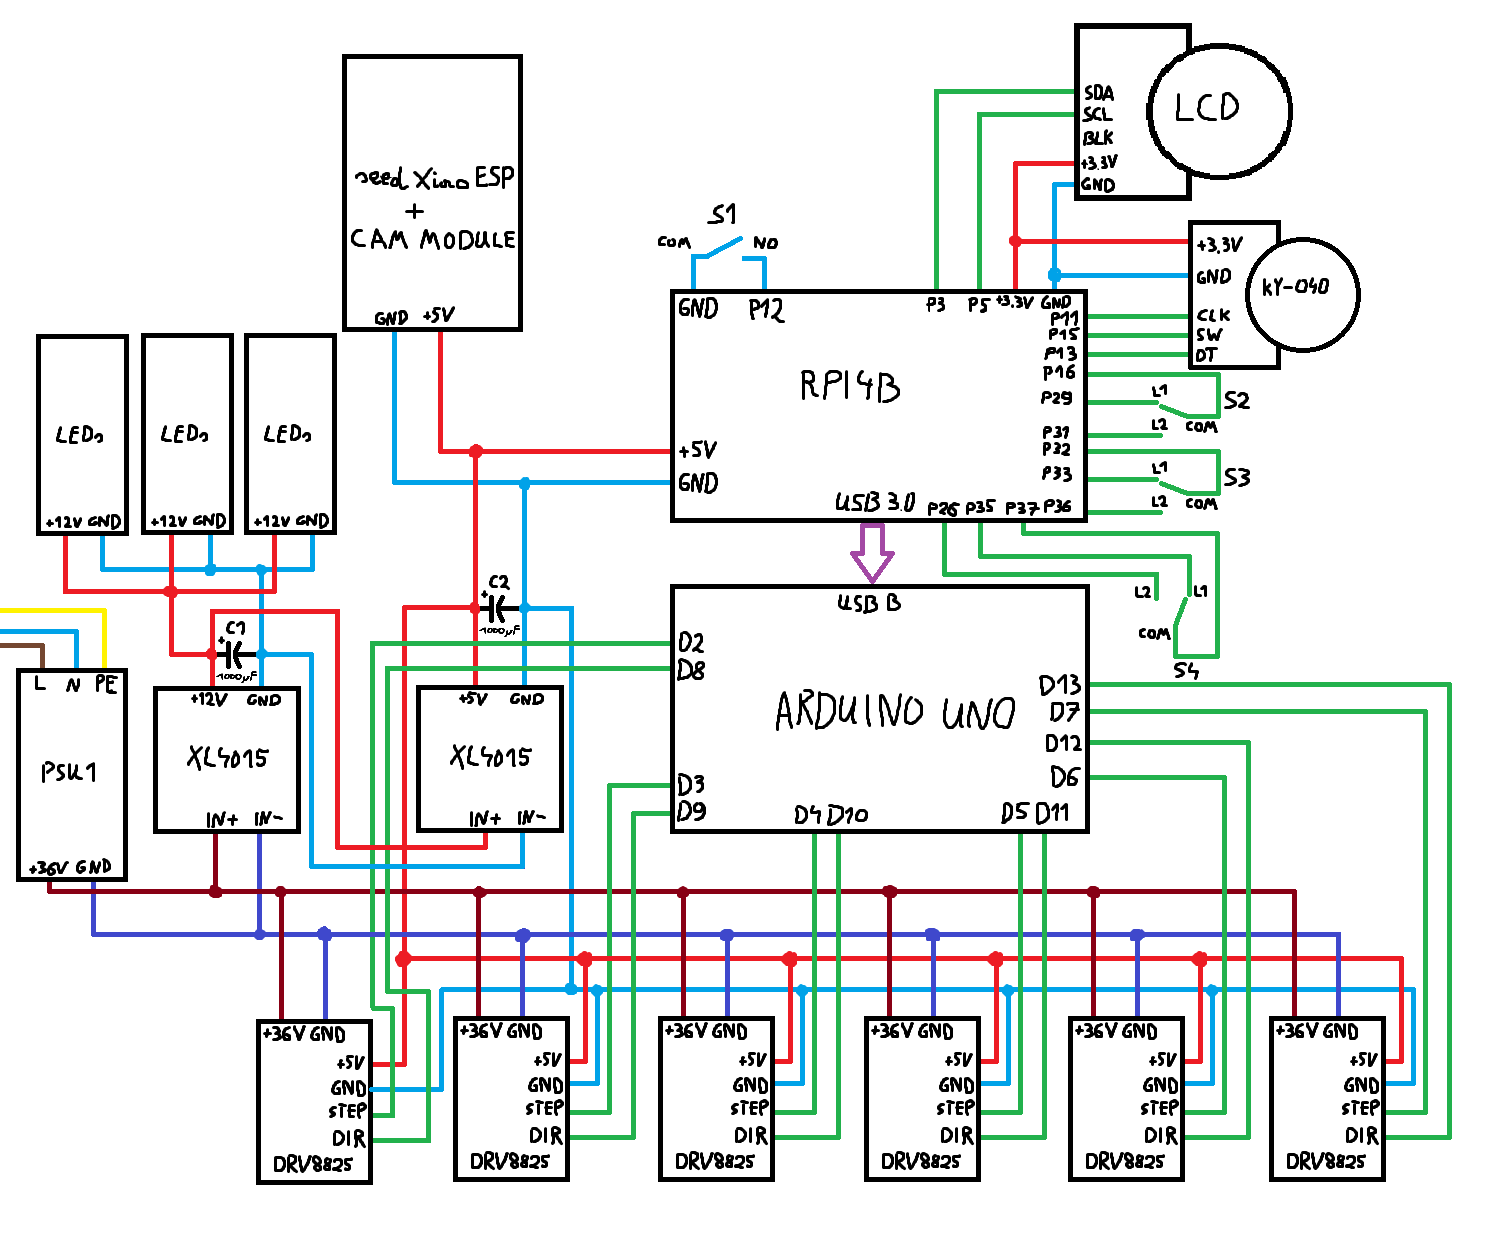 LCD
SDA
SCL
BLK
+3.3V
GND
seed Xiao ESP
+
CAM MODULE
GND +5V
S1
COM NO
KY-040
+3.3V
GND
CLK
SW
DT
GND P12
P3 P5 +3.3V GND
P11
P15
P13
P16
P29
P31
P32
P33
P36
RPI4B
+5V
GND
USB 3.0
P26 P35 P37
L1
L2
COM
S2
L1
L2
COM
S3
L2 L1
COM
S4
LEDs
+12V GND
LEDs
+12V GND
LEDs
+12V GND
C1
+
1000µF
C2
+
1000µF
L N PE
PSU1
+36V GND
+12V GND
XL4015
IN+ IN-
+5V GND
XL4015
IN+ IN-
USB B
ARDUINO UNO
D2
D8
D3
D9
D4 D10
D5 D11
D13
D7
D12
D6
+36V GND
+5V
GND
STEP
DIR
DRV8825
+36V GND
+5V
GND
STEP
DIR
DRV8825
+36V GND
+5V
GND
STEP
DIR
DRV8825
+36V GND
+5V
GND
STEP
DIR
DRV8825
+36V GND
+5V
GND
STEP
DIR
DRV8825
+36V GND
+5V
GND
STEP
DIR
DRV8825